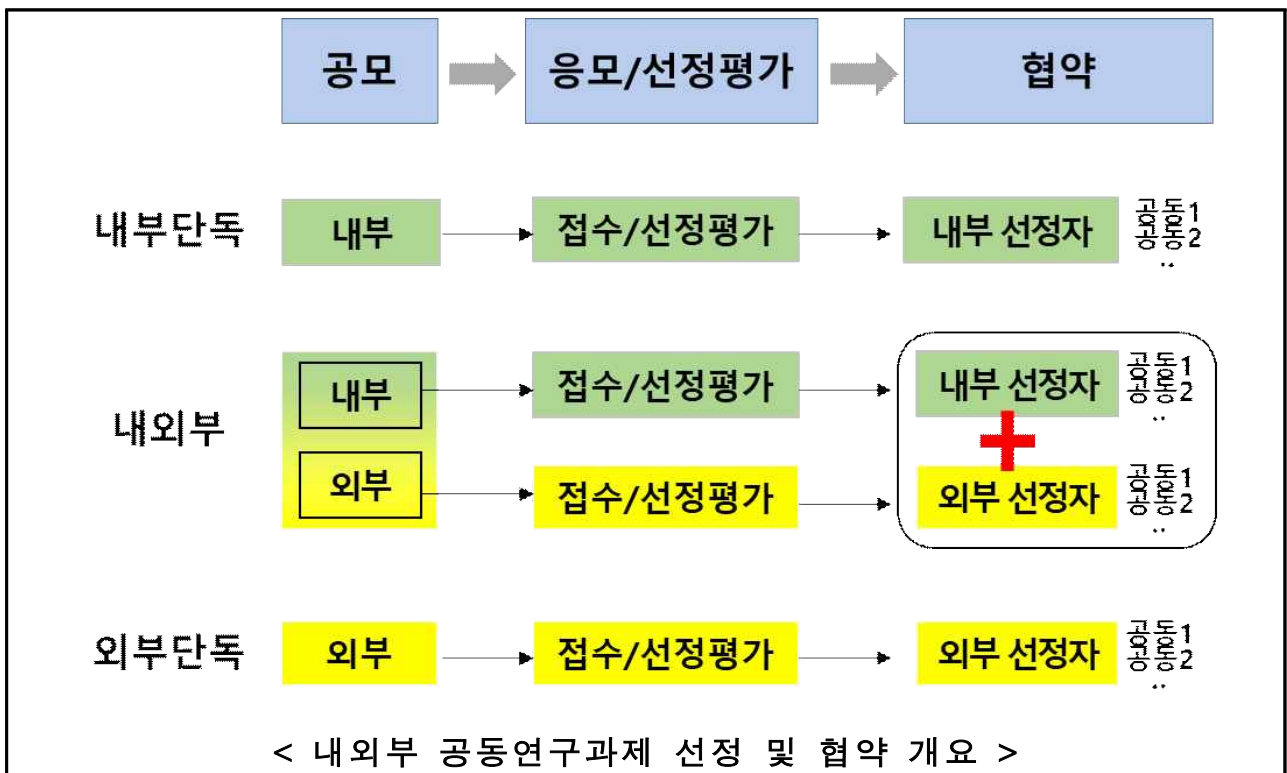 공모 응모/선정평가 협약
내부단독 내부 접수/선정평가 내부 선정자 공동1
공동2
..
내외부
내부 접수/선정평가 내부 선정자 공동1
공동2
..
외부 접수/선정평가 외부 선정자 공동1
공동2
..
외부단독 외부 접수/선정평가 외부 선정자 공동1
공동2
..
< 내외부 공동연구과제 선정 및 협약 개요 >